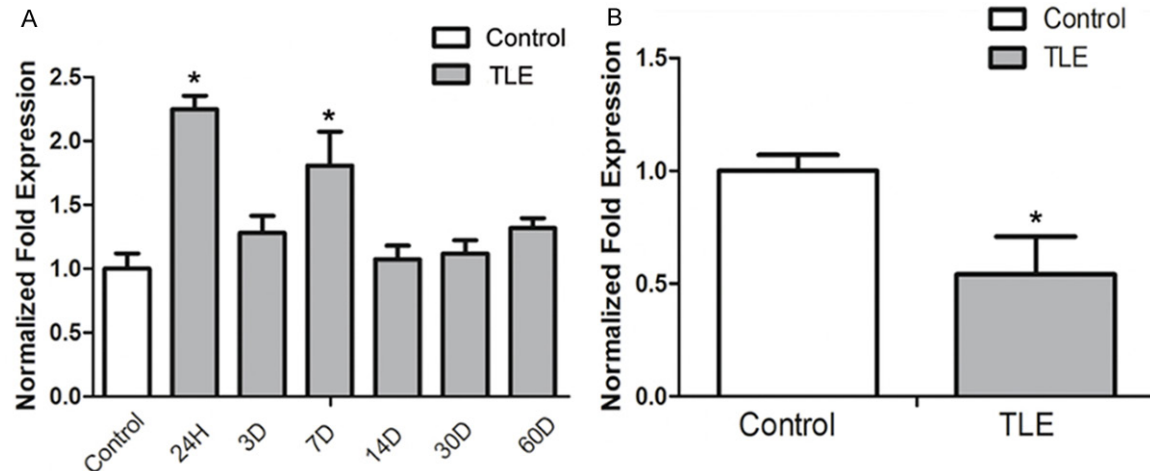 A
Control
TLE
Normalized Fold Expression
2.5
2.0
1.5
1.0
0.5
0.0
*
*
Control
24H
3D
7D
14D
30D
60D
B
Control
TLE
Normalized Fold Expression
1.5
1.0
0.5
0.0
*
Control
TLE